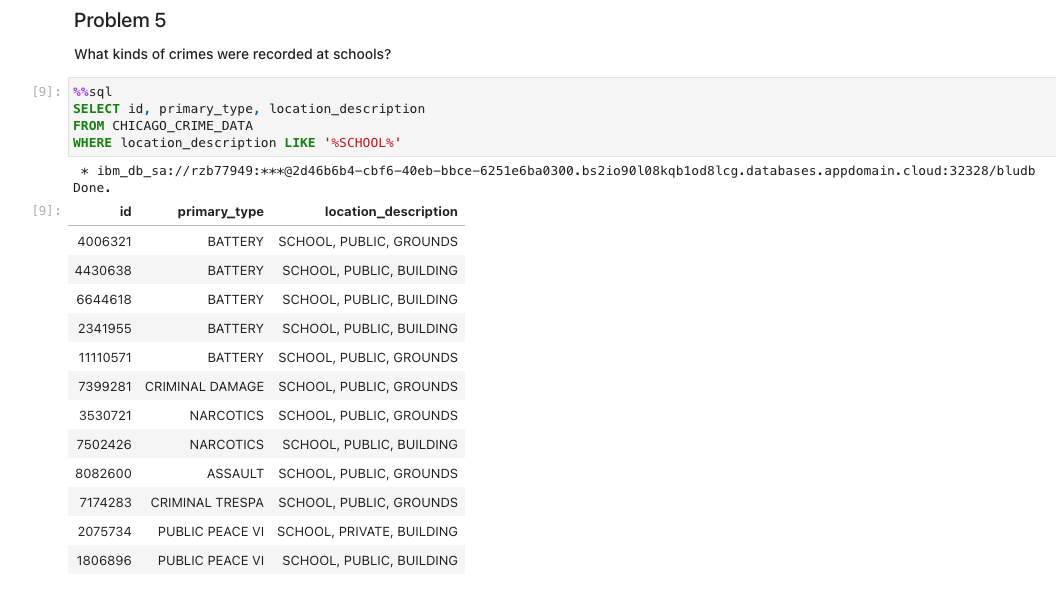 Problem 5
What kinds of crimes were recorded at schools?
[9]: %%sql
SELECT id, primary_type, location_description
FROM CHICAGO_CRIME_DATA
WHERE location_description LIKE '%SCHOOL%'
* ibm_db_sa://rzb77949:***@2d46b6b4-cbf6-40eb-bbce-6251e6ba0300.bs2io90l08kqb1od8lcg.databases.appdomain.cloud:32328/bludb
Done.
[9]: id primary_type location_description
4006321 BATTERY SCHOOL, PUBLIC, GROUNDS
4430638 BATTERY SCHOOL, PUBLIC, BUILDING
6644618 BATTERY SCHOOL, PUBLIC, BUILDING
2341955 BATTERY SCHOOL, PUBLIC, BUILDING
11110571 BATTERY SCHOOL, PUBLIC, GROUNDS
7399281 CRIMINAL DAMAGE SCHOOL, PUBLIC, GROUNDS
3530721 NARCOTICS SCHOOL, PUBLIC, GROUNDS
7502426 NARCOTICS SCHOOL, PUBLIC, BUILDING
8082600 ASSAULT SCHOOL, PUBLIC, GROUNDS
7174283 CRIMINAL TRESPA SCHOOL, PUBLIC, GROUNDS
2075734 PUBLIC PEACE VI SCHOOL, PRIVATE, BUILDING
1806896 PUBLIC PEACE VI SCHOOL, PUBLIC, BUILDING